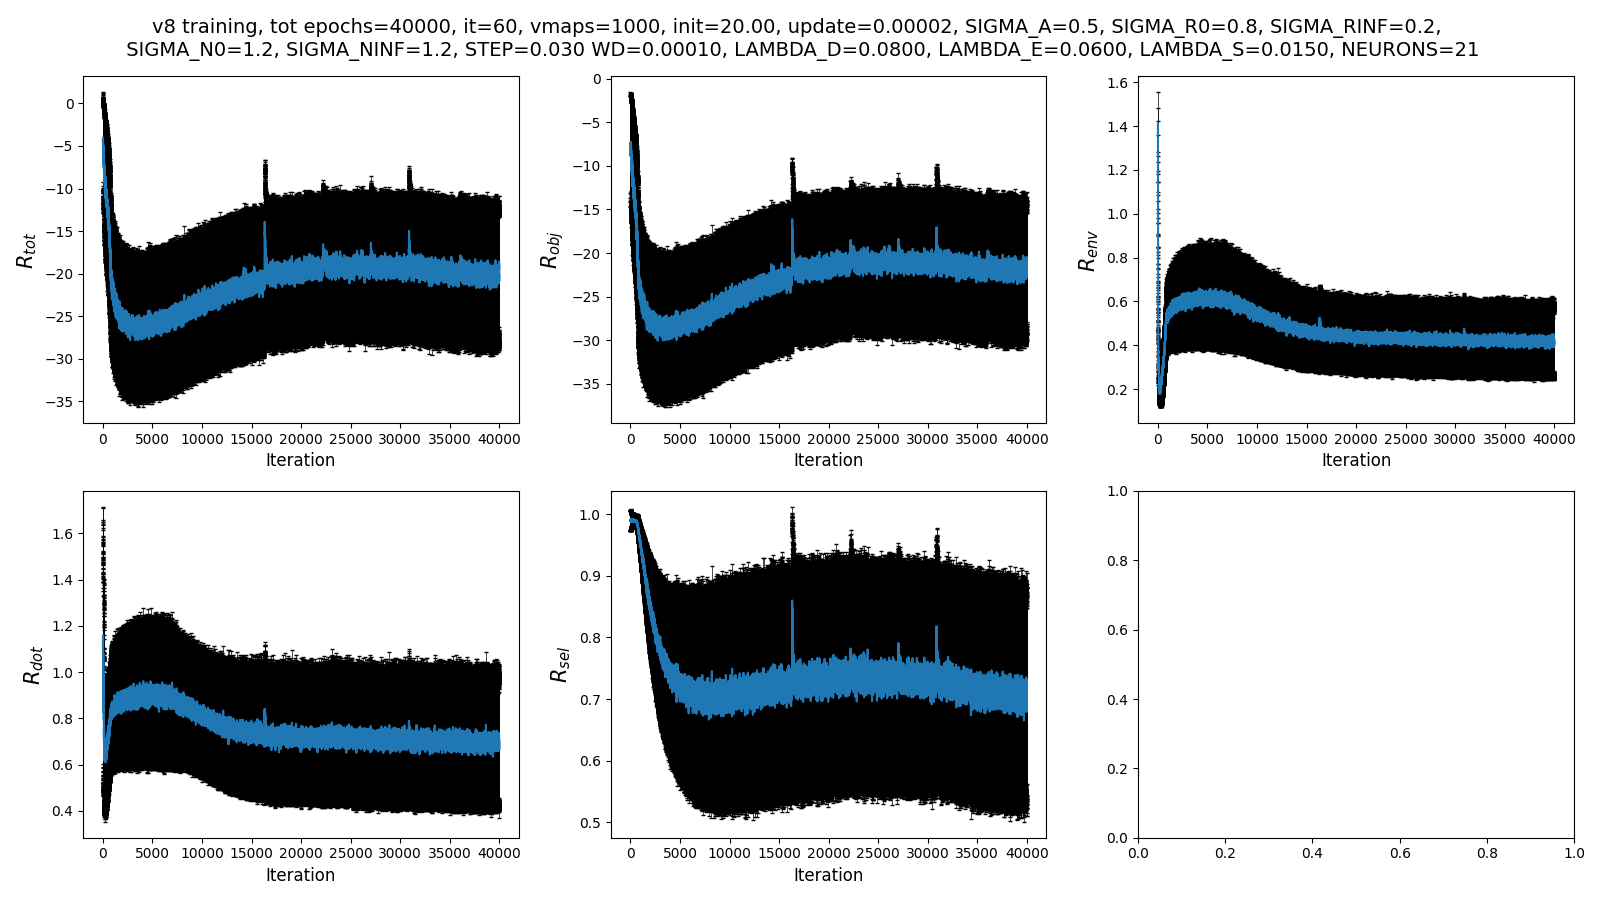 v8 training, tot epochs=40000, it=60, vmaps=1000, init=20.00, update=0.00002, SIGMA_A=0.5, SIGMA_R0=0.8, SIGMA_RINF=0.2,
SIGMA_N0=1.2, SIGMA_NINF=1.2, STEP=0.030 WD=0.00010, LAMBDA_D=0.0800, LAMBDA_E=0.0600, LAMBDA_S=0.0150, NEURONS=21
R_tot
0
−5
−10
−15
−20
−25
−30
−35
0 5000 10000 15000 20000 25000 30000 35000 40000
Iteration
R_obj
0
−5
−10
−15
−20
−25
−30
−35
0 5000 10000 15000 20000 25000 30000 35000 40000
Iteration
R_env
1.6
1.4
1.2
1.0
0.8
0.6
0.4
0.2
0 5000 10000 15000 20000 25000 30000 35000 40000
Iteration
R_dot
1.6
1.4
1.2
1.0
0.8
0.6
0.4
0 5000 10000 15000 20000 25000 30000 35000 40000
Iteration
R_sel
1.0
0.9
0.8
0.7
0.6
0.5
0 5000 10000 15000 20000 25000 30000 35000 40000
Iteration
1.0
0.8
0.6
0.4
0.2
0.0
0.0 0.2 0.4 0.6 0.8 1.0